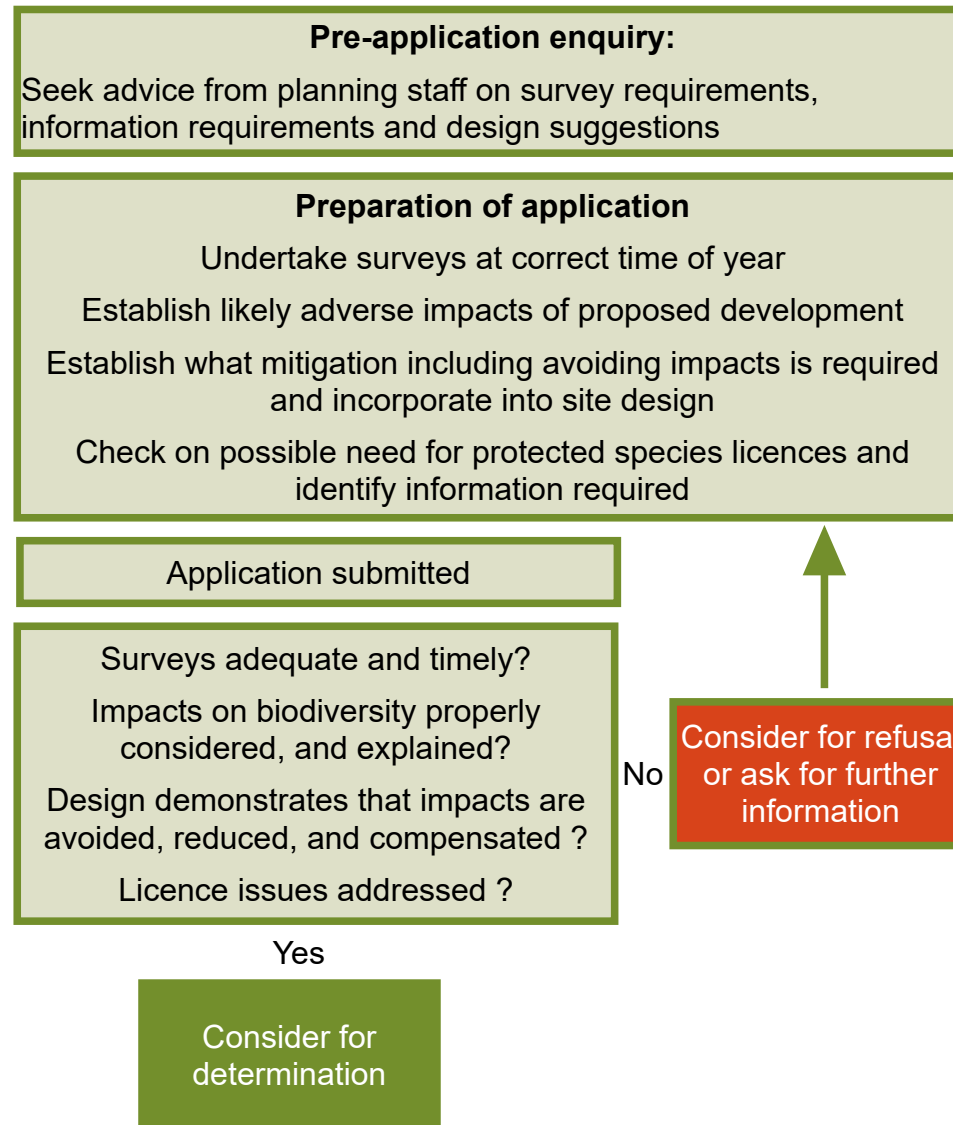 Pre-application enquiry:
Seek advice from planning staff on survey requirements,
information requirements and design suggestions
Preparation of application
Undertake surveys at correct time of year
Establish likely adverse impacts of proposed development
Establish what mitigation including avoiding impacts is required
and incorporate into site design
Check on possible need for protected species licences and
identify information required
Application submitted
Surveys adequate and timely?
Impacts on biodiversity properly
considered, and explained?
Design demonstrates that impacts are
avoided, reduced, and compensated ?
Licence issues addressed ?
No
Consider for refusa
or ask for further
information
Yes
Consider for
determination